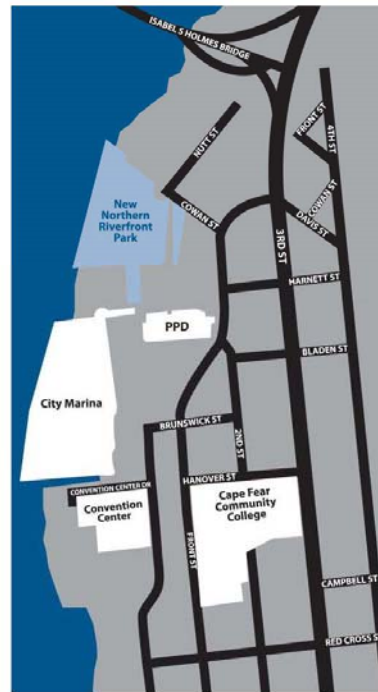 ISABEL S HOLMES BRIDGE
FRONT ST
4TH ST
NUTT ST
New
Northern
Riverfront
Park
COWAN ST
COWAN ST
DAVIS ST
3RD ST
HARNETT ST
PPD
BLADEN ST
City Marina
BRUNSWICK ST
2ND ST
CONVENTION CENTER DR
HANOVER ST
Convention
Center
Cape Fear
Community
College
FRONT ST
CAMPBELL ST
RED CROSS S